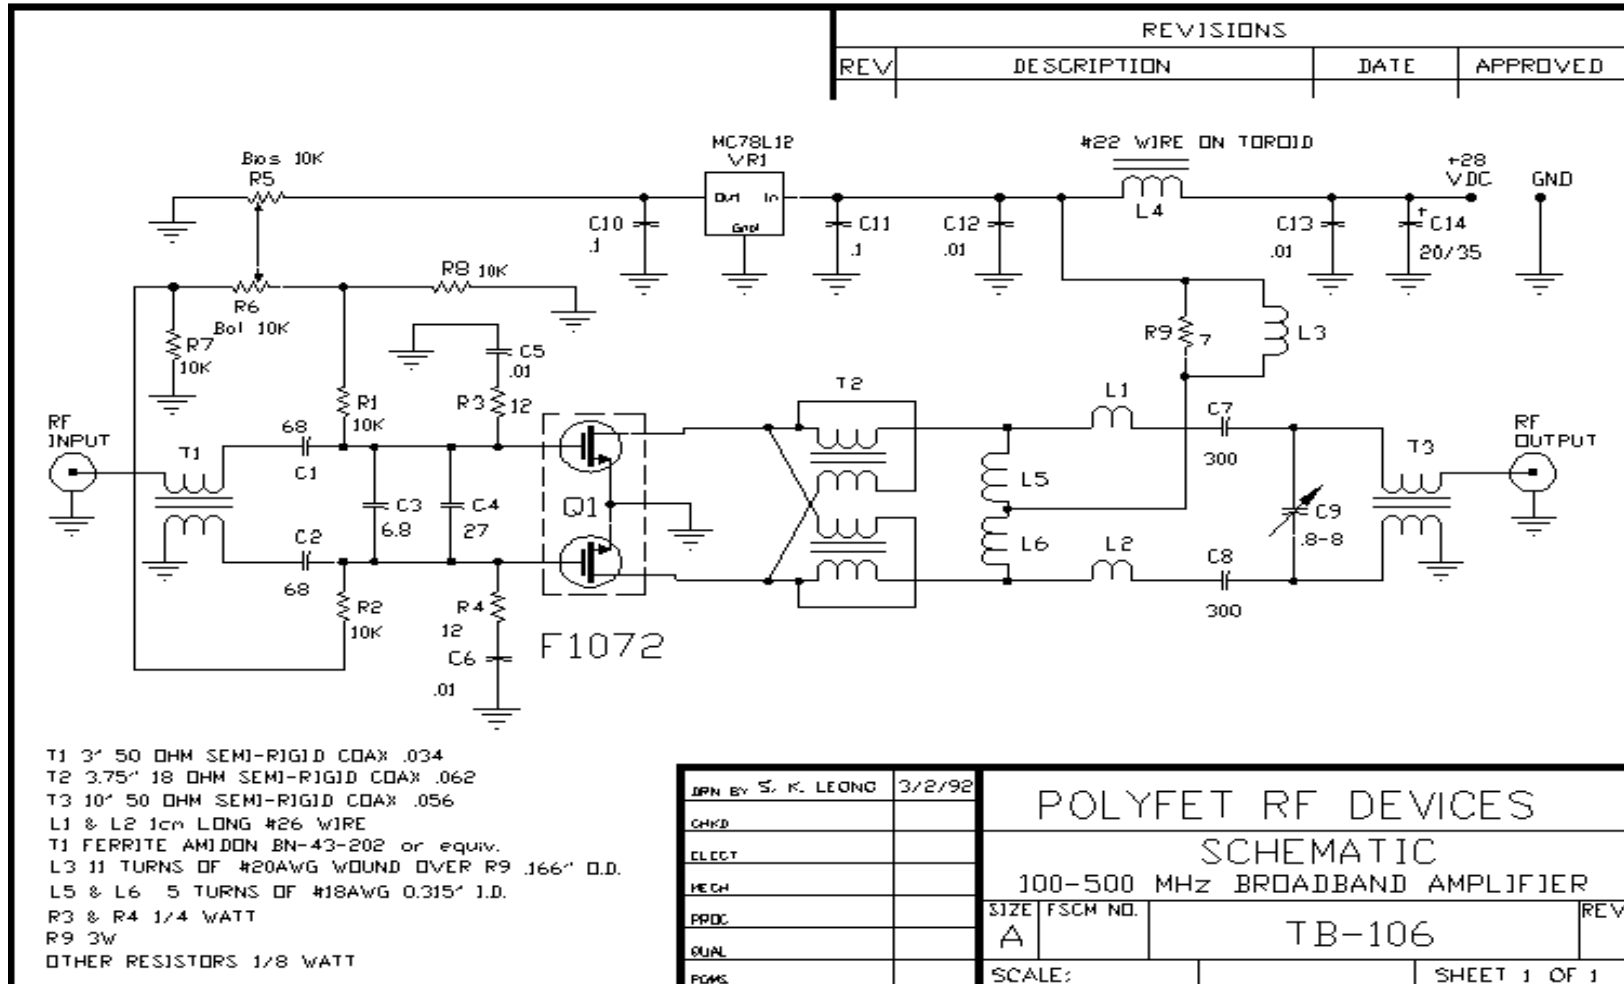 REVISIONS
REV DESCRIPTION DATE APPROVED
MC78L12
VR1
#22 WIRE ON TOROID
Bias 10K
R5
+28
VDC
GND
Out In
Gnd
L4
C10
.1
C11
.1
C12
.01
C13
.01
+
C14
20/35
R8 10K
R6
Bal 10K
R7
10K
R9
7
L3
C5
.01
R3
12
T2
L1
C7
300
R1
10K
RF
INPUT
68
C1
T1
RF
OUTPUT
T3
C3
6.8
C4
27
Q1
L5
L6
C9
.8-8
C2
68
L2
C8
300
R2
10K
R4
12
C6
.01
F1072
T1 3" 50 OHM SEMI-RIGID COAX .034
T2 3.75" 18 OHM SEMI-RIGID COAX .062
T3 10" 50 OHM SEMI-RIGID COAX .056
L1 & L2 1cm LONG #26 WIRE
T1 FERRITE AMIDON BN-43-202 or equiv.
L3 11 TURNS OF #20AWG WOUND OVER R9 .166" O.D.
L5 & L6 5 TURNS OF #18AWG 0.315" I.D.
R3 & R4 1/4 WATT
R9 3W
OTHER RESISTORS 1/8 WATT
DRN BY S. K. LEONG 3/2/92
CHKD
ELECT
MECH
PROC
QUAL
POLYFET RF DEVICES
SCHEMATIC
100-500 MHz BROADBAND AMPLIFIER
SIZE FSCM NO. REV
A TB-106
SCALE: SHEET 1 OF 1